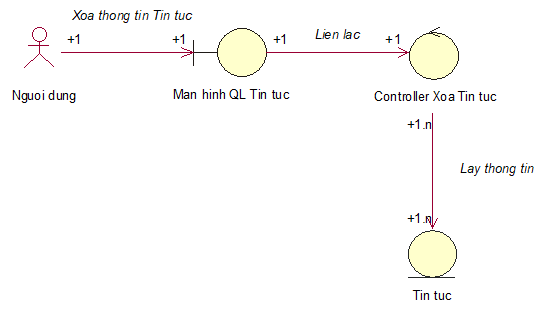 Xoa thong tin Tin tuc
+1 +1 +1 Lien lac +1
Nguoi dung Man hinh QL Tin tuc Controller Xoa Tin tuc
+1.n
Lay thong tin
+1.n
Tin tuc